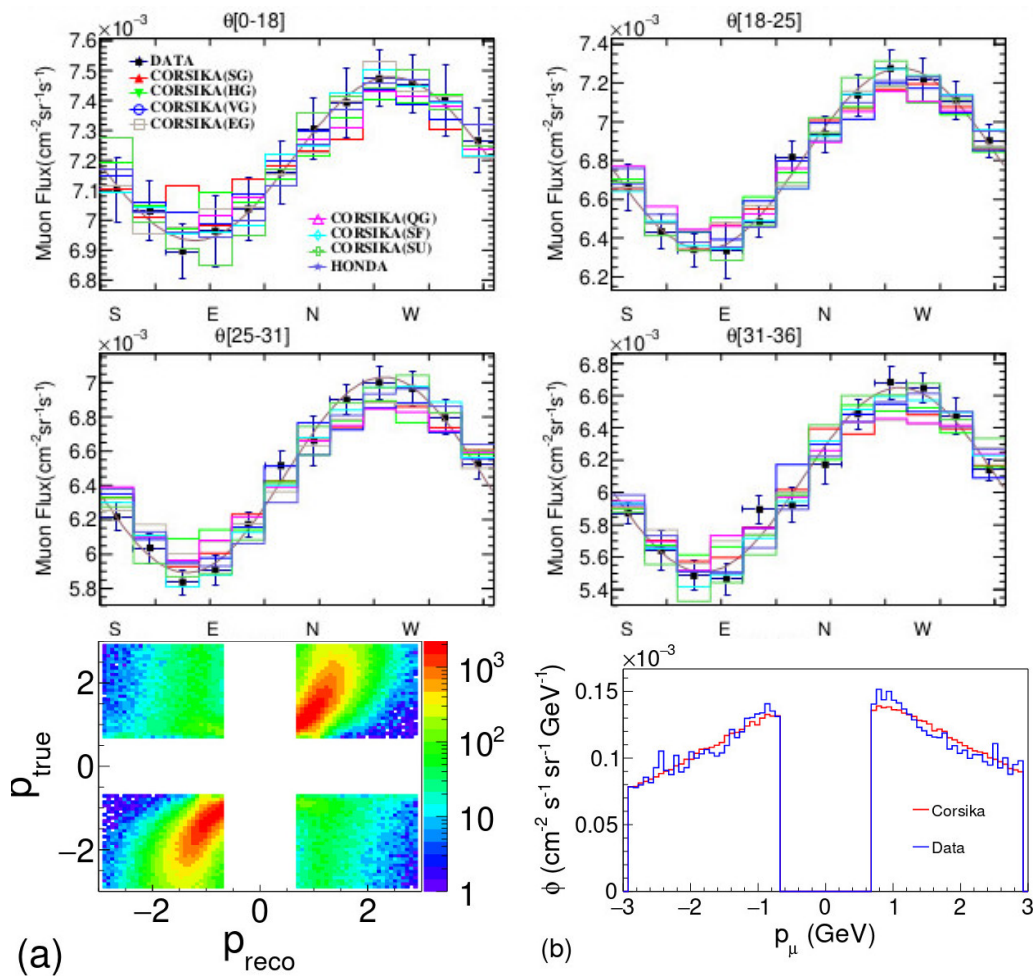 θ[0-18]
×10⁻³
Muon Flux(cm⁻²sr⁻¹s⁻¹)
7.6
7.5
7.4
7.3
7.2
7.1
7
6.9
6.8
DATA
CORSIKA(SG)
CORSIKA(HG)
CORSIKA(VG)
CORSIKA(EG)
CORSIKA(QG)
CORSIKA(SF)
CORSIKA(SU)
HONDA
S E N W
θ[18-25]
×10⁻³
Muon Flux(cm⁻²sr⁻¹s⁻¹)
7.4
7.2
7
6.8
6.6
6.4
6.2
S E N W
θ[25-31]
×10⁻³
Muon Flux(cm⁻²sr⁻¹s⁻¹)
7
6.8
6.6
6.4
6.2
6
5.8
S E N W
θ[31-36]
×10⁻³
Muon Flux(cm⁻²sr⁻¹s⁻¹)
6.8
6.6
6.4
6.2
6
5.8
5.6
5.4
S E N W
p_true
2
0
−2
−2 0 2
p_reco
10³
10²
10
1
(a)
×10⁻³
ϕ (cm⁻² s⁻¹ sr⁻¹ GeV⁻¹)
0.15
0.1
0.05
0
Corsika
Data
−3 −2 −1 0 1 2 3
p_μ (GeV)
(b)